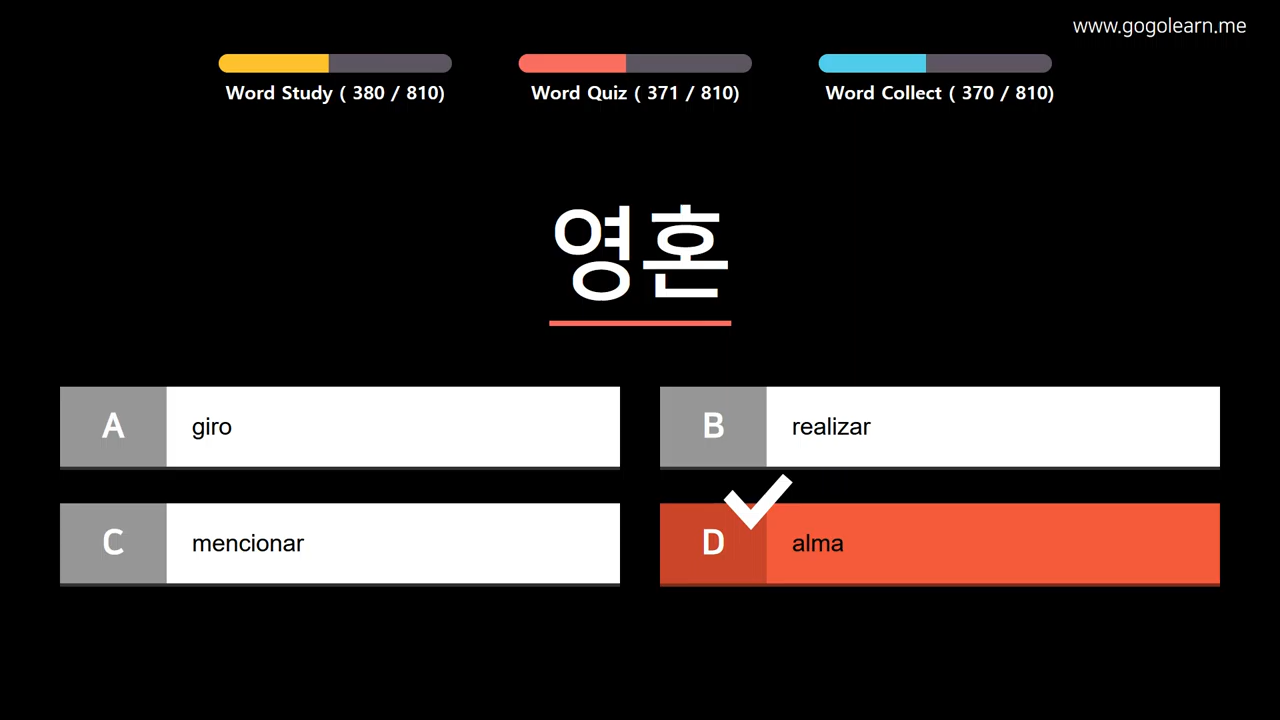 www.gogolearn.me
Word Study ( 380 / 810)
Word Quiz ( 371 / 810)
Word Collect ( 370 / 810)
영혼
A giro
B realizar
C mencionar
D alma